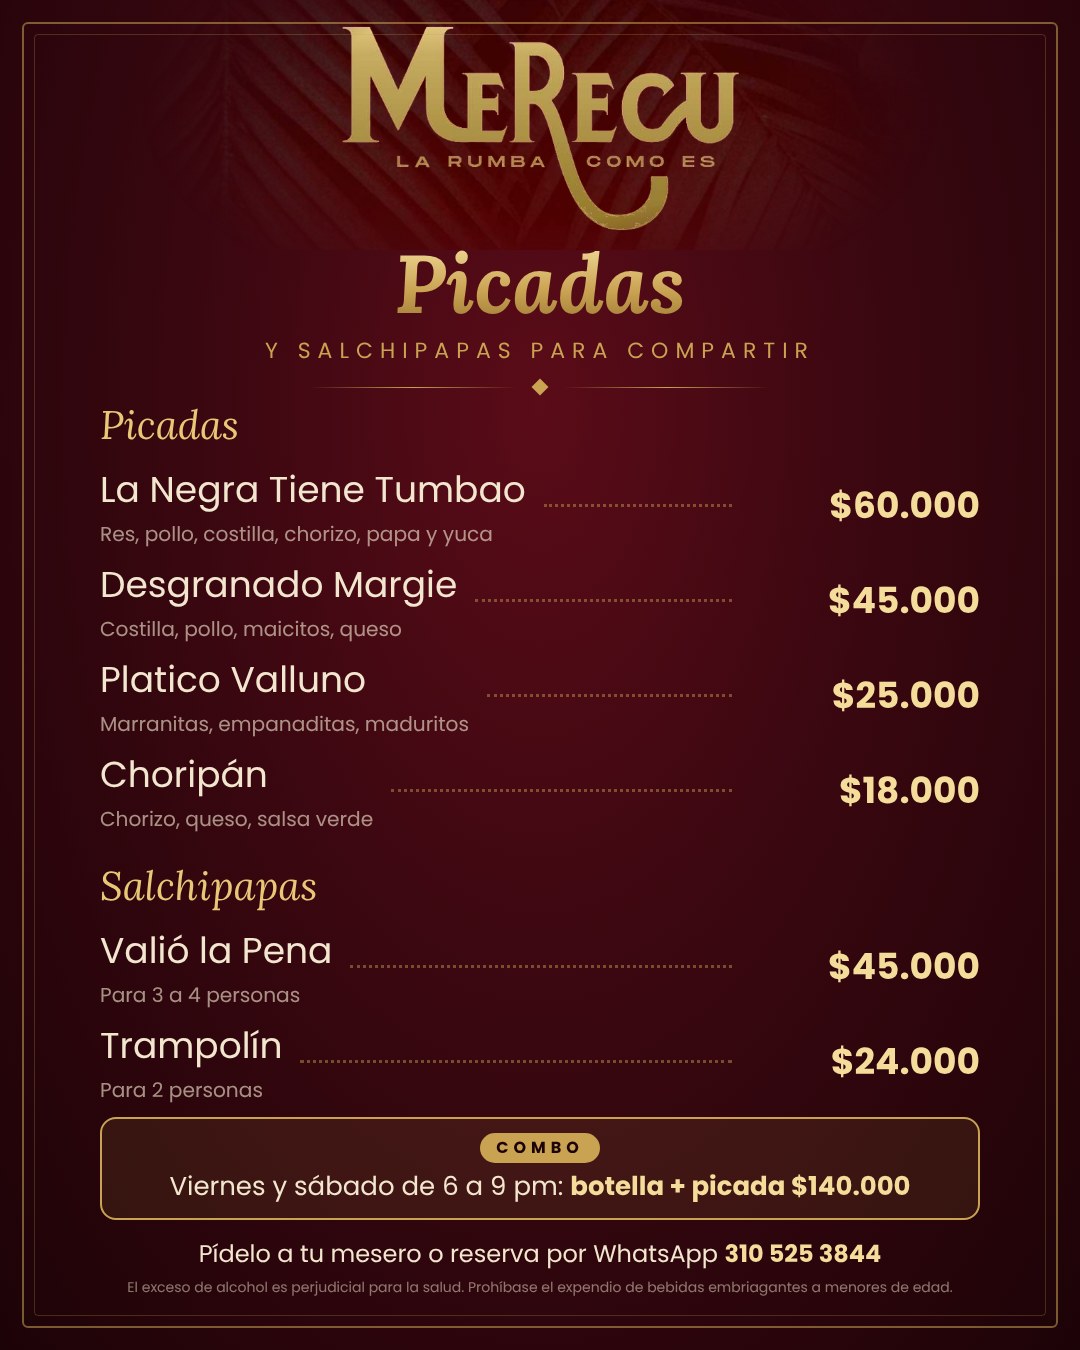 MERECU
LA RUMBA COMO ES
Picadas
Y SALCHIPAPAS PARA COMPARTIR
Picadas
La Negra Tiene Tumbao $60.000
Res, pollo, costilla, chorizo, papa y yuca
Desgranado Margie $45.000
Costilla, pollo, maicitos, queso
Platico Valluno $25.000
Marranitas, empanaditas, maduritos
Choripán $18.000
Chorizo, queso, salsa verde
Salchipapas
Valió la Pena $45.000
Para 3 a 4 personas
Trampolín $24.000
Para 2 personas
COMBO
Viernes y sábado de 6 a 9 pm: botella + picada $140.000
Pídelo a tu mesero o reserva por WhatsApp 310 525 3844
El exceso de alcohol es perjudicial para la salud. Prohíbase el expendio de bebidas embriagantes a menores de edad.